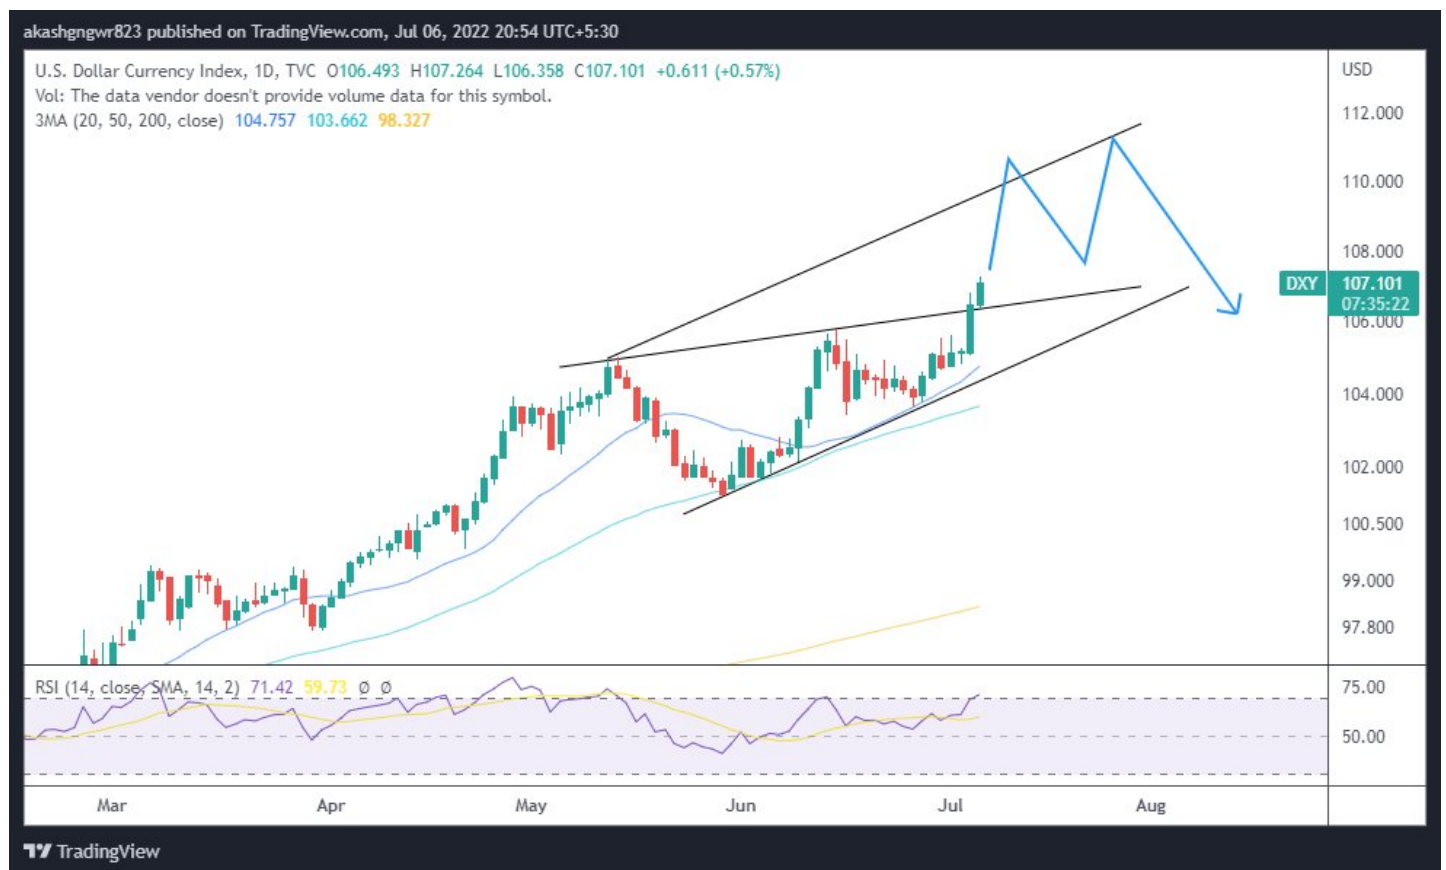 akashgngwr823 published on TradingView.com, Jul 06, 2022 20:54 UTC+5:30
U.S. Dollar Currency Index, 1D, TVC O106.493 H107.264 L106.358 C107.101 +0.611 (+0.57%)
Vol: The data vendor doesn't provide volume data for this symbol.
3MA (20, 50, 200, close) 104.757 103.662 98.327
USD
112.000
110.000
108.000
DXY 107.101
07:35:22
106.000
104.000
102.000
100.500
99.000
97.800
RSI (14, close, SMA, 14, 2) 71.42 59.73 Ø Ø
75.00
50.00
Mar Apr May Jun Jul Aug
TradingView